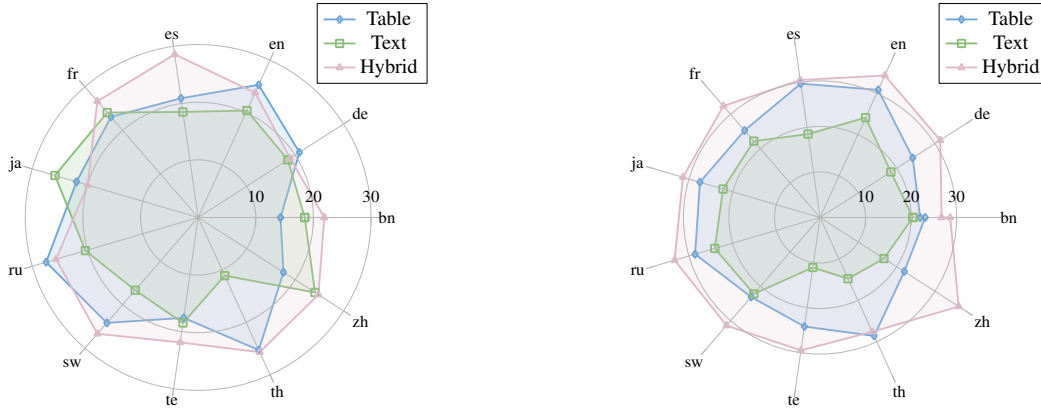 Table
Text
Hybrid
es
en
fr
de
ja
10
20
30
bn
ru
zh
sw
te
th
Table
Text
Hybrid
es
en
fr
de
ja
10
20
30
bn
ru
zh
sw
te
th